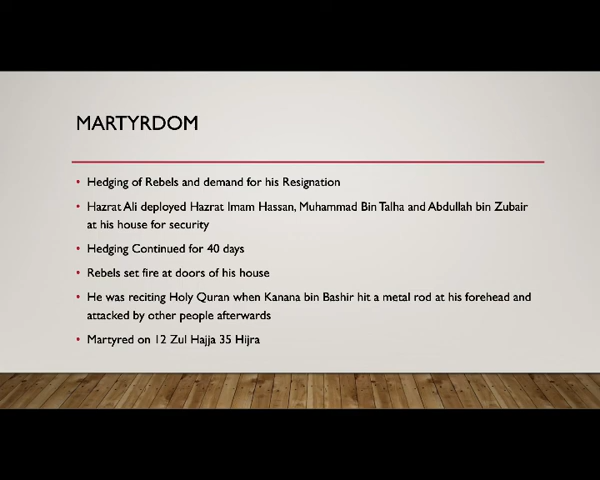 MARTYRDOM
• Hedging of Rebels and demand for his Resignation
• Hazrat Ali deployed Hazrat Imam Hassan, Muhammad Bin Talha and Abdullah bin Zubair
at his house for security
• Hedging Continued for 40 days
• Rebels set fire at doors of his house
• He was reciting Holy Quran when Kanana bin Bashir hit a metal rod at his forehead and
attacked by other people afterwards
• Martyred on 12 Zul Hajja 35 Hijra